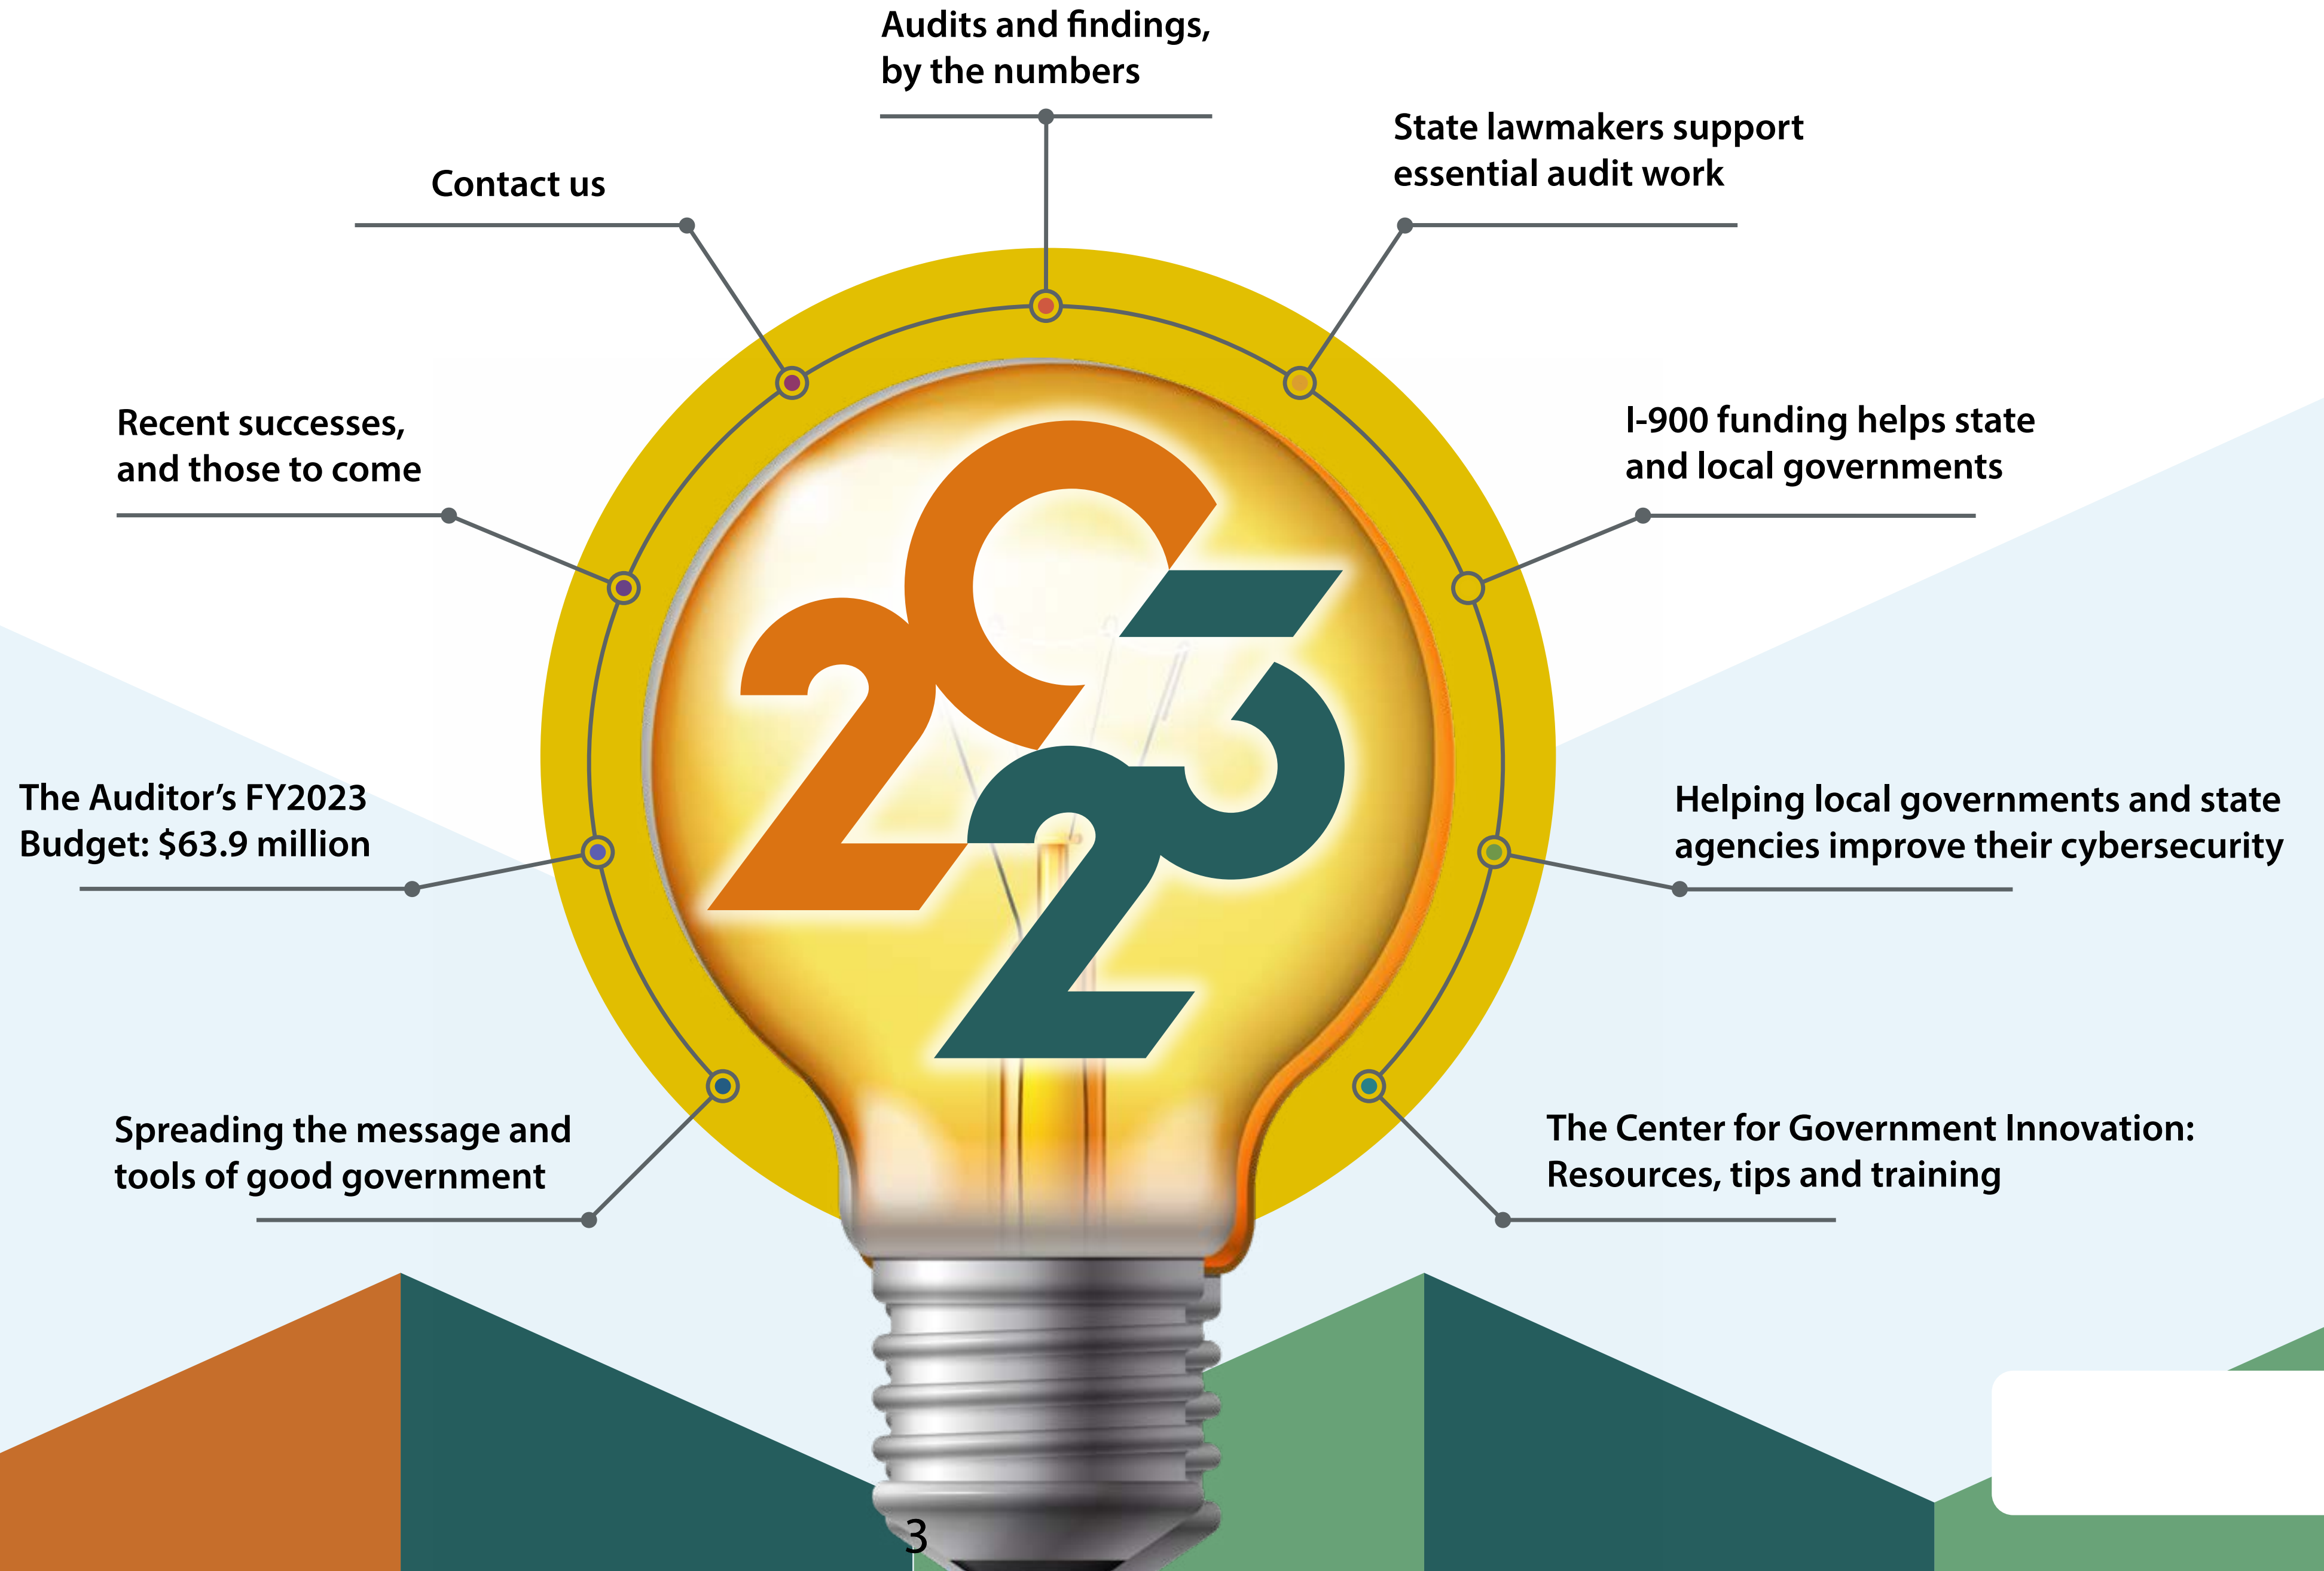 Audits and findings,
by the numbers
State lawmakers support
essential audit work
I-900 funding helps state
and local governments
Helping local governments and state
agencies improve their cybersecurity
The Center for Government Innovation:
Resources, tips and training
Spreading the message and
tools of good government
The Auditor’s FY2023
Budget: $63.9 million
Recent successes,
and those to come
Contact us
20
23
3